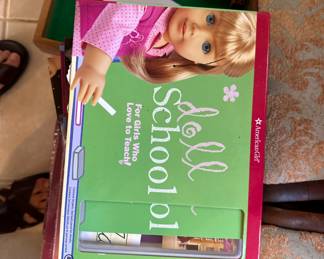 American Girl
doll
School
For Girls Who
Love to Teach!